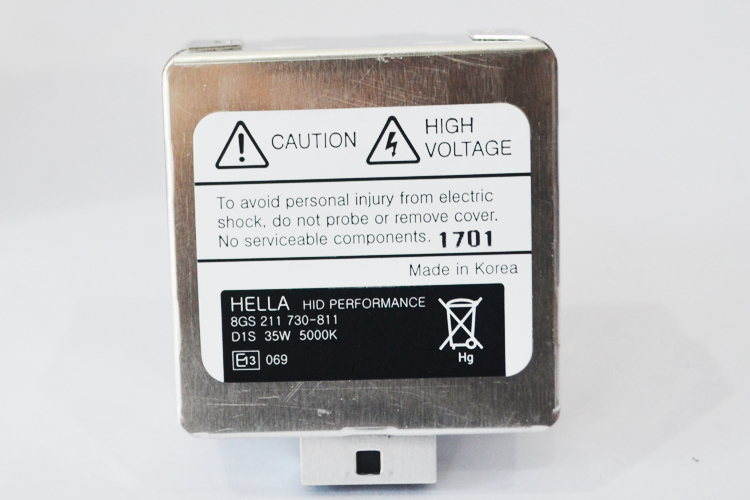 CAUTION
HIGH VOLTAGE
To avoid personal injury from electric
shock, do not probe or remove cover.
No serviceable components. 1701
Made in Korea
HELLA HID PERFORMANCE
8GS 211 730-811
D1S 35W 5000K
E13 069
Hg